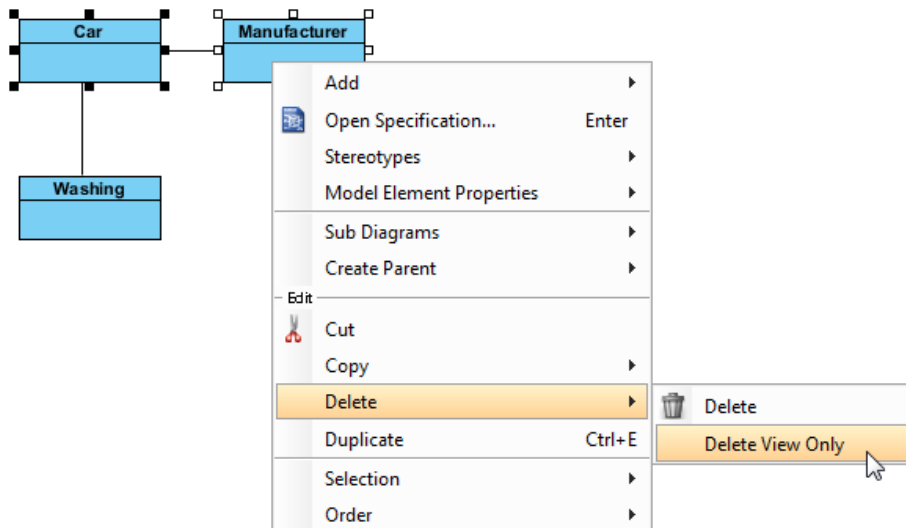 Car
Manufacturer
Washing
Add
Open Specification... Enter
Stereotypes
Model Element Properties
Sub Diagrams
Create Parent
Edit
Cut
Copy
Delete
Delete
Duplicate Ctrl+E
Delete View Only
Selection
Order